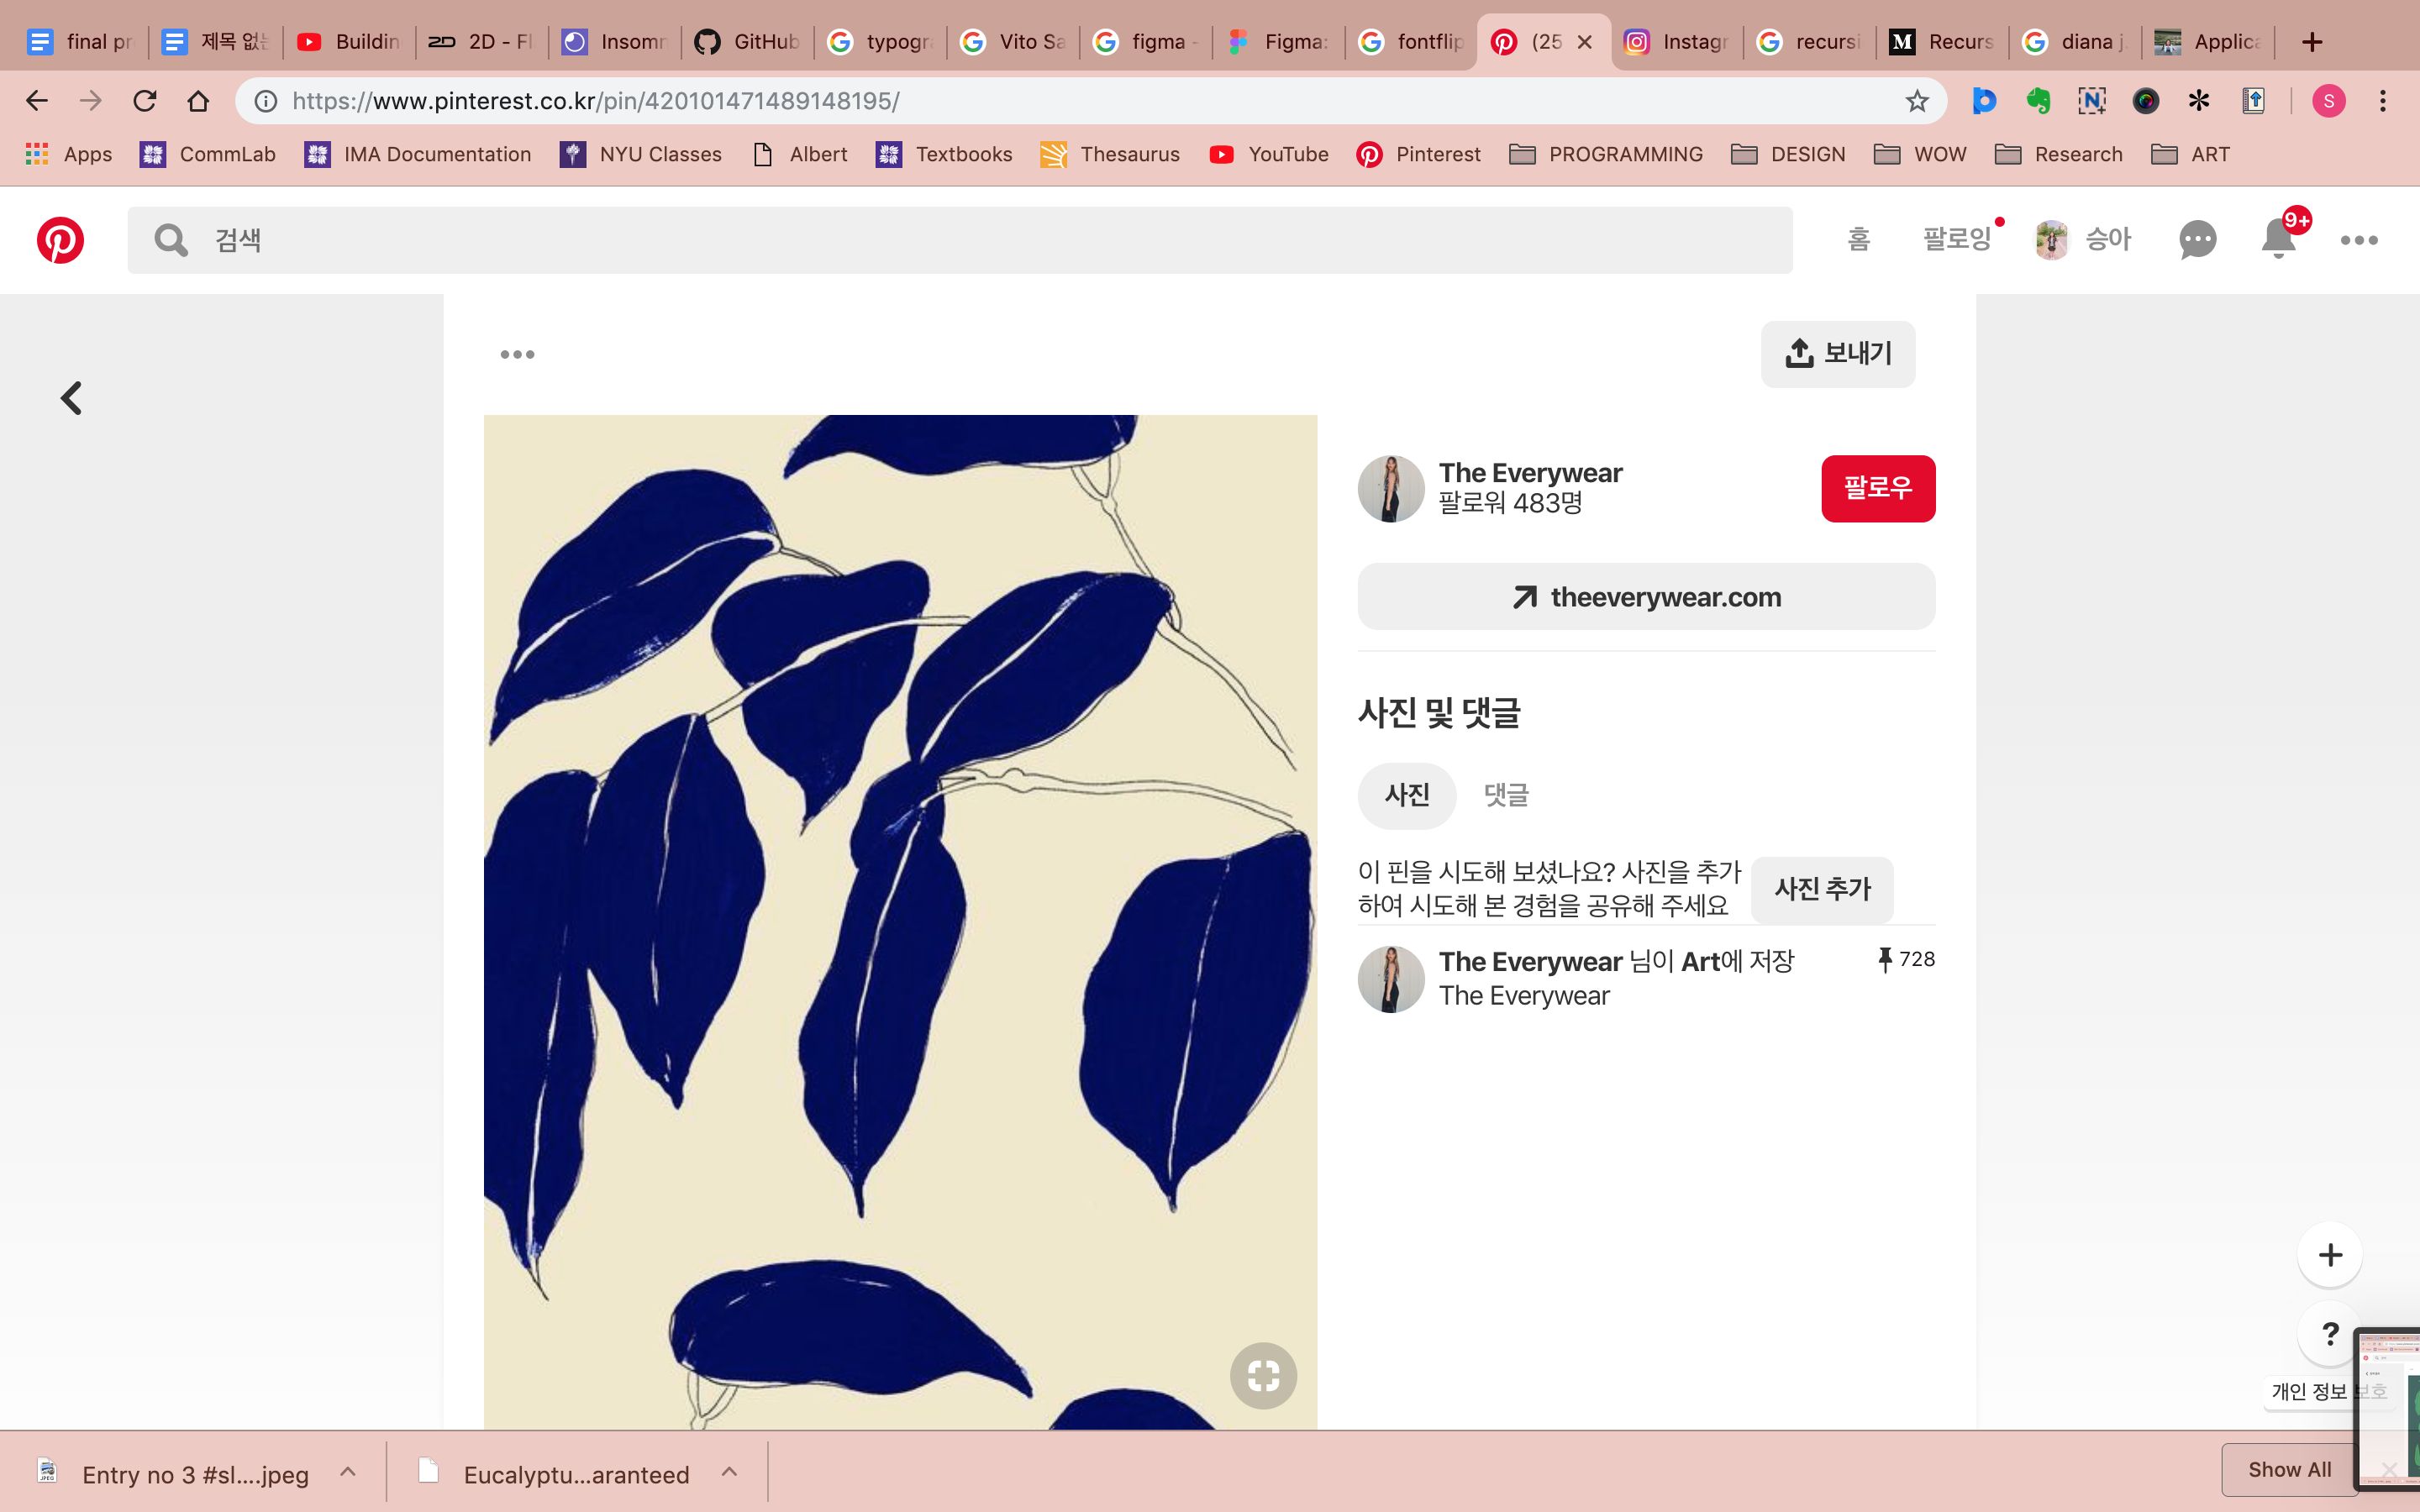 final pr
제목 없는
Buildin
2D - Fl
Insomn
GitHub
typogra
Vito Sa
figma -
Figma:
fontflip
(25
Instagr
recursi
Recurs
diana j
Applica
https://www.pinterest.co.kr/pin/420101471489148195/
S
Apps
CommLab
IMA Documentation
NYU Classes
Albert
Textbooks
Thesaurus
YouTube
Pinterest
PROGRAMMING
DESIGN
WOW
Research
ART
검색
홈
팔로잉
승아
9+
보내기
The Everywear
팔로워 483명
팔로우
theeverywear.com
사진 및 댓글
사진
댓글
이 핀을 시도해 보셨나요? 사진을 추가
하여 시도해 본 경험을 공유해 주세요
사진 추가
The Everywear 님이 Art에 저장
728
The Everywear
?
개인 정보 보호
Entry no 3 #sl....jpeg
Eucalyptu...aranteed
Show All